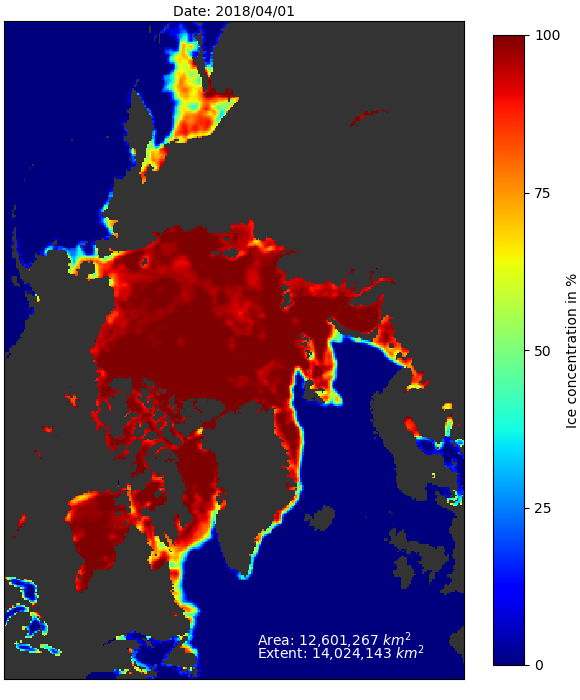 Date: 2018/04/01
100
75
50
25
0
Ice concentration in %
Area: 12,601,267 km²
Extent: 14,024,143 km²